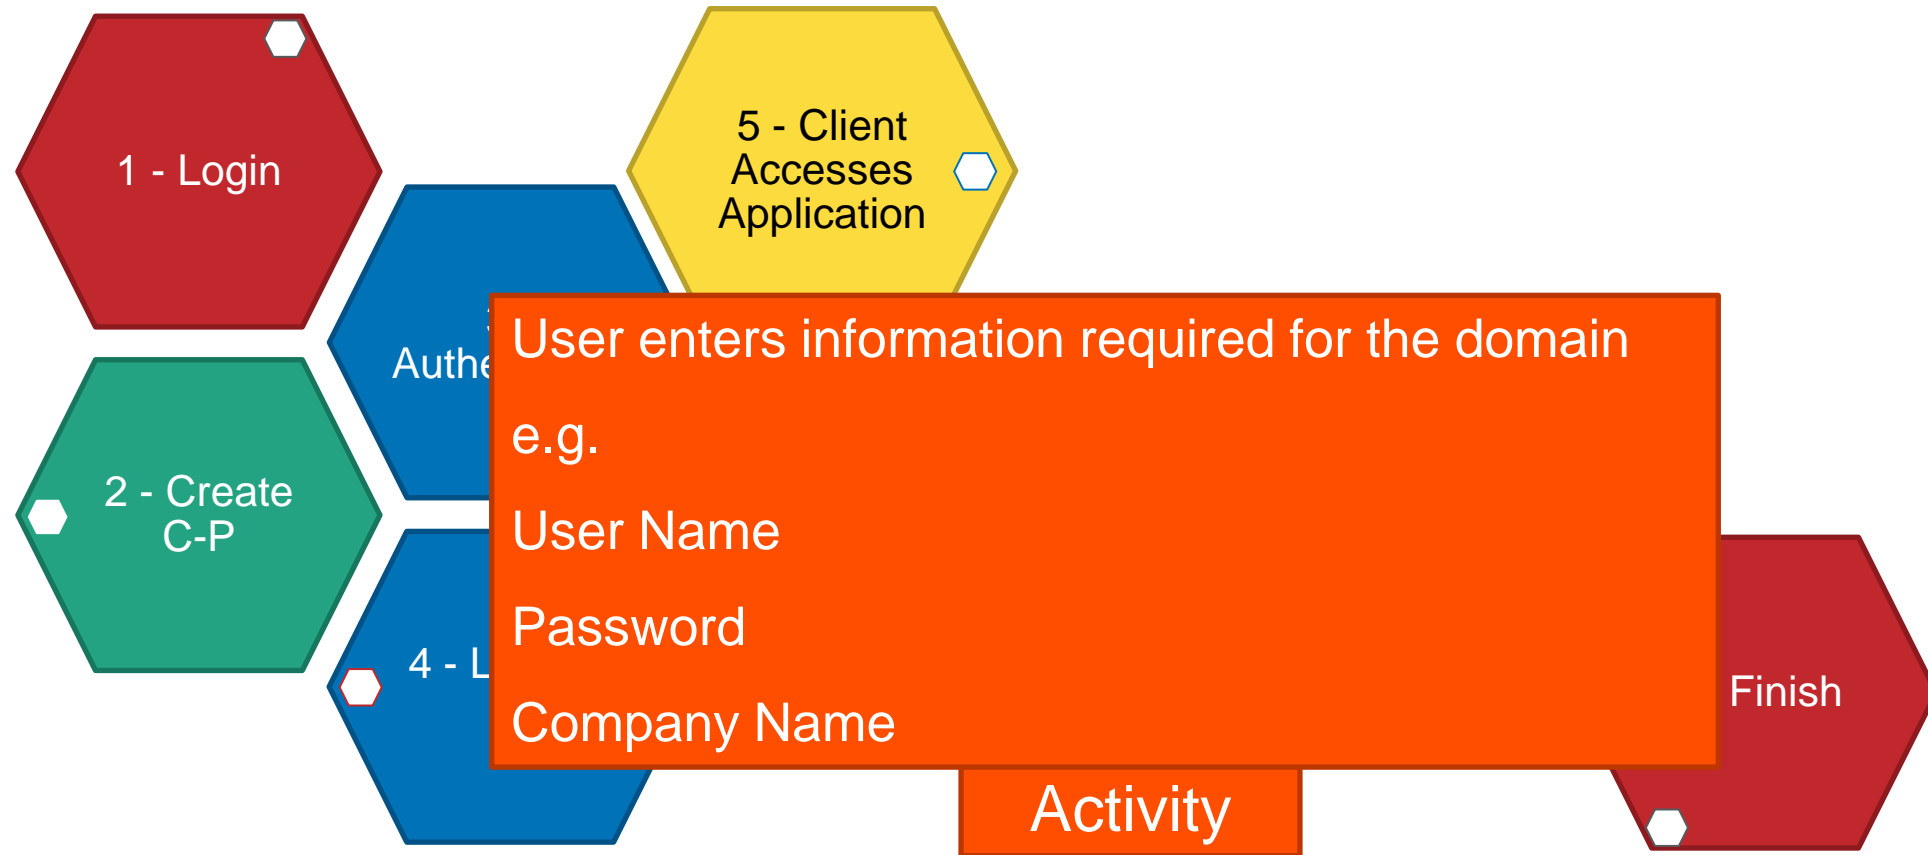 1 - Login
2 - Create
C-P
4 -
5 - Client
Accesses
Application
User enters information required for the domain
e.g.
User Name
Password
Company Name
Activity
Finish